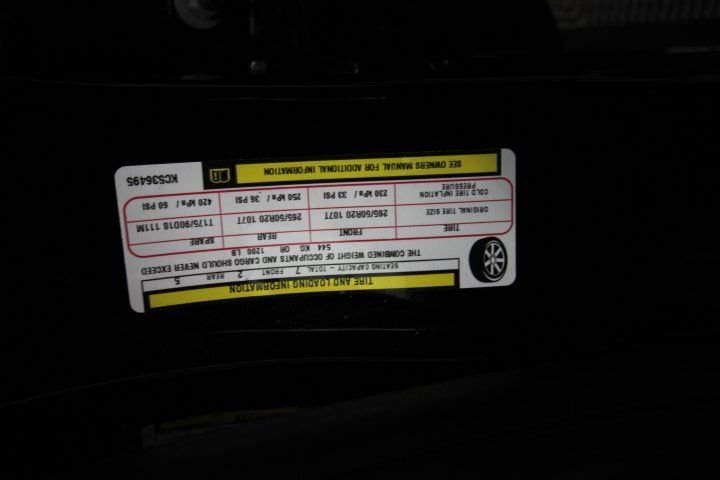 TIRE AND LOADING INFORMATION
SEATING CAPACITY - TOTAL 7 FRONT 2 REAR 5
THE COMBINED WEIGHT OF OCCUPANTS AND CARGO SHOULD NEVER EXCEED
544 KG OR 1200 LB
TIRE FRONT REAR SPARE
ORIGINAL TIRE SIZE 265/50R20 107T 265/50R20 107T T175/90D18 111M
COLD TIRE INFLATION PRESSURE 230 kPa / 33 PSI 250 kPa / 36 PSI 420 kPa / 60 PSI
SEE OWNERS MANUAL FOR ADDITIONAL INFORMATION KC536495